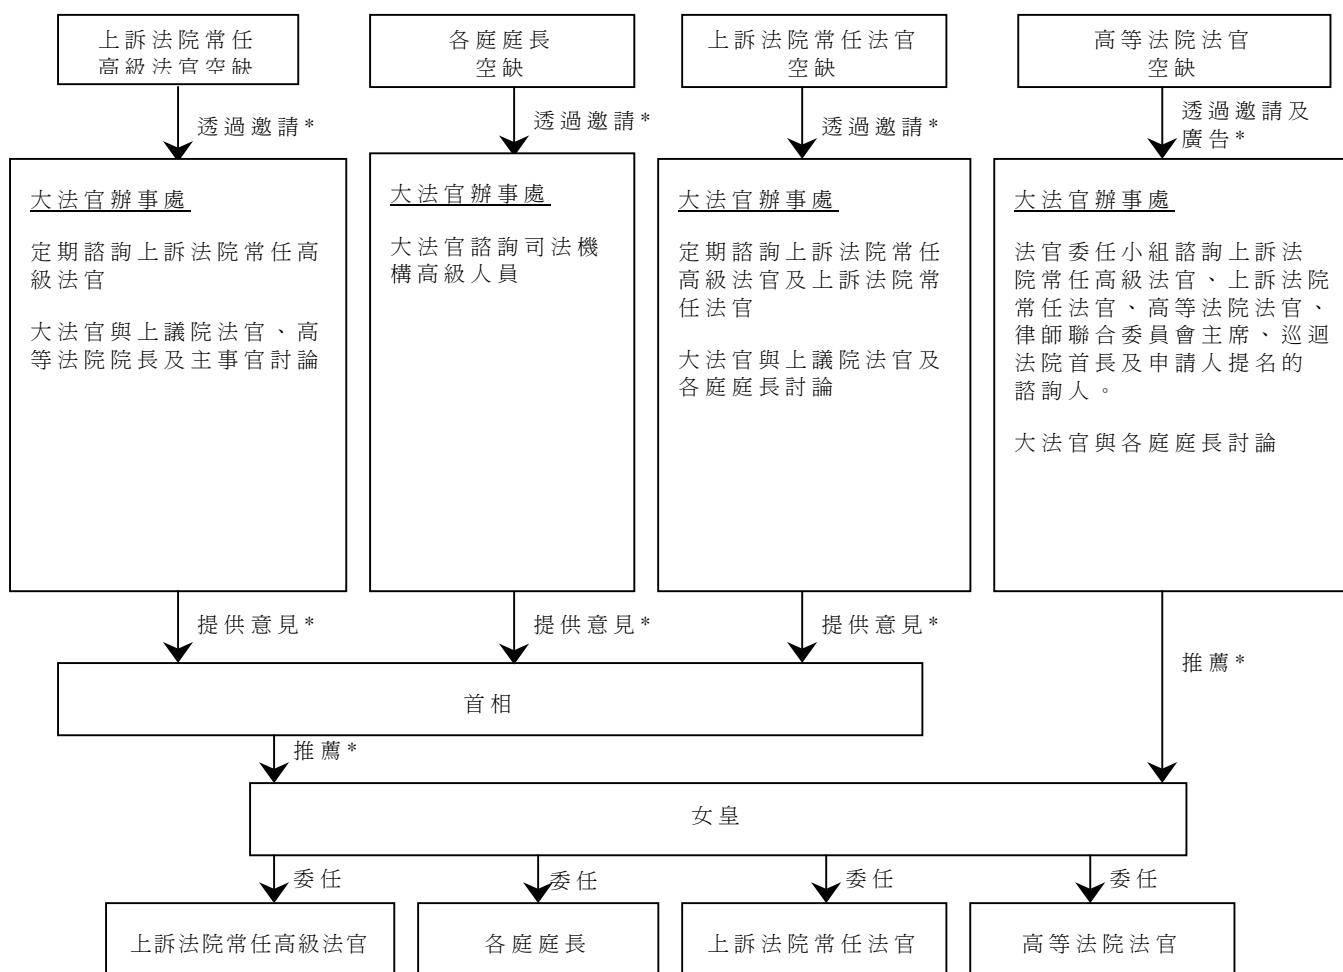 上訴法院常任
高級法官空缺
各庭庭長
空缺
上訴法院常任法官
空缺
高等法院法官
空缺
透過邀請*
透過邀請*
透過邀請*
透過邀請及
廣告*
大法官辦事處
定期諮詢上訴法院常任高
級法官
大法官與上議院法官、高
等法院院長及主事官討論
大法官辦事處
大法官諮詢司法機
構高級人員
大法官辦事處
定期諮詢上訴法院常任
高級法官及上訴法院常
任法官
大法官與上議院法官及
各庭庭長討論
大法官辦事處
法官委任小組諮詢上訴法
院常任高級法官、上訴法院
常任法官、高等法院法官、
律師聯合委員會主席、巡迴
法院首長及申請人提名的
諮詢人。
大法官與各庭庭長討論
提供意見*
提供意見*
提供意見*
推薦*
首相
推薦*
女皇
委任
委任
委任
委任
上訴法院常任高級法官
各庭庭長
上訴法院常任法官
高等法院法官